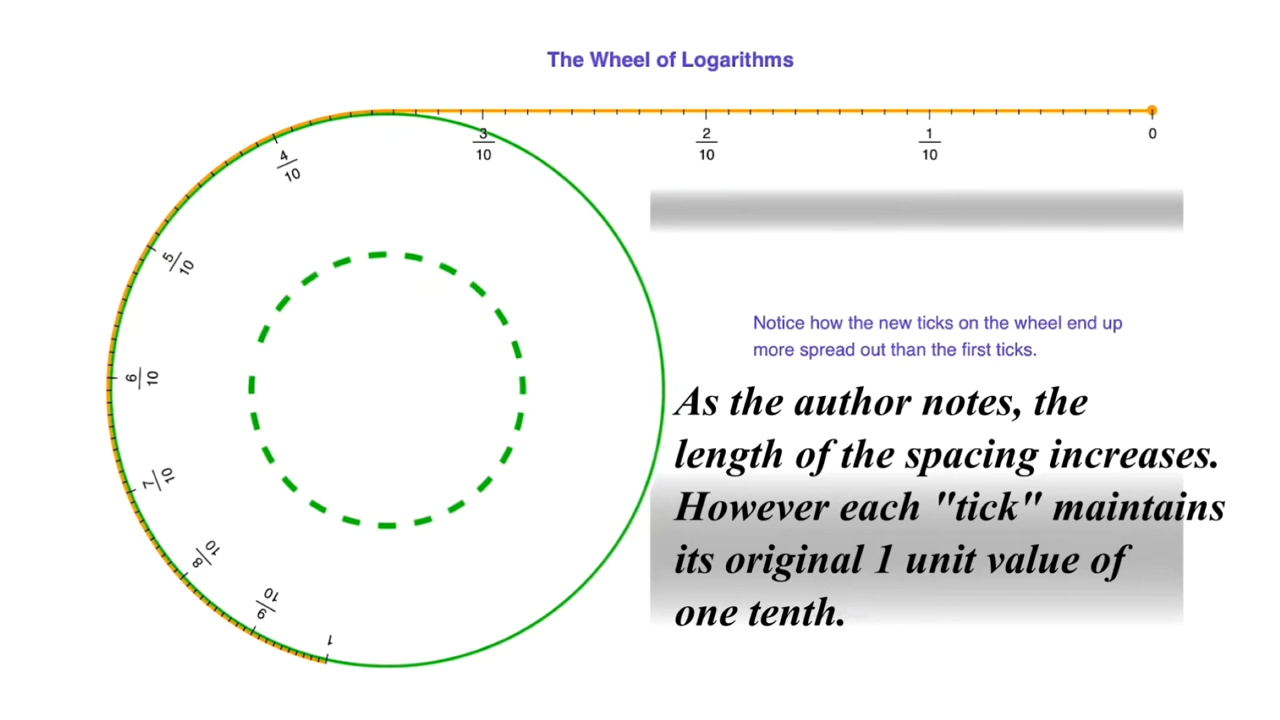 The Wheel of Logarithms
3/10 2/10 1/10 0
4/10
5/10
6/10
7/10
8/10
9/10
1
Notice how the new ticks on the wheel end up
more spread out than the first ticks.
As the author notes, the
length of the spacing increases.
However each "tick" maintains
its original 1 unit value of
one tenth.